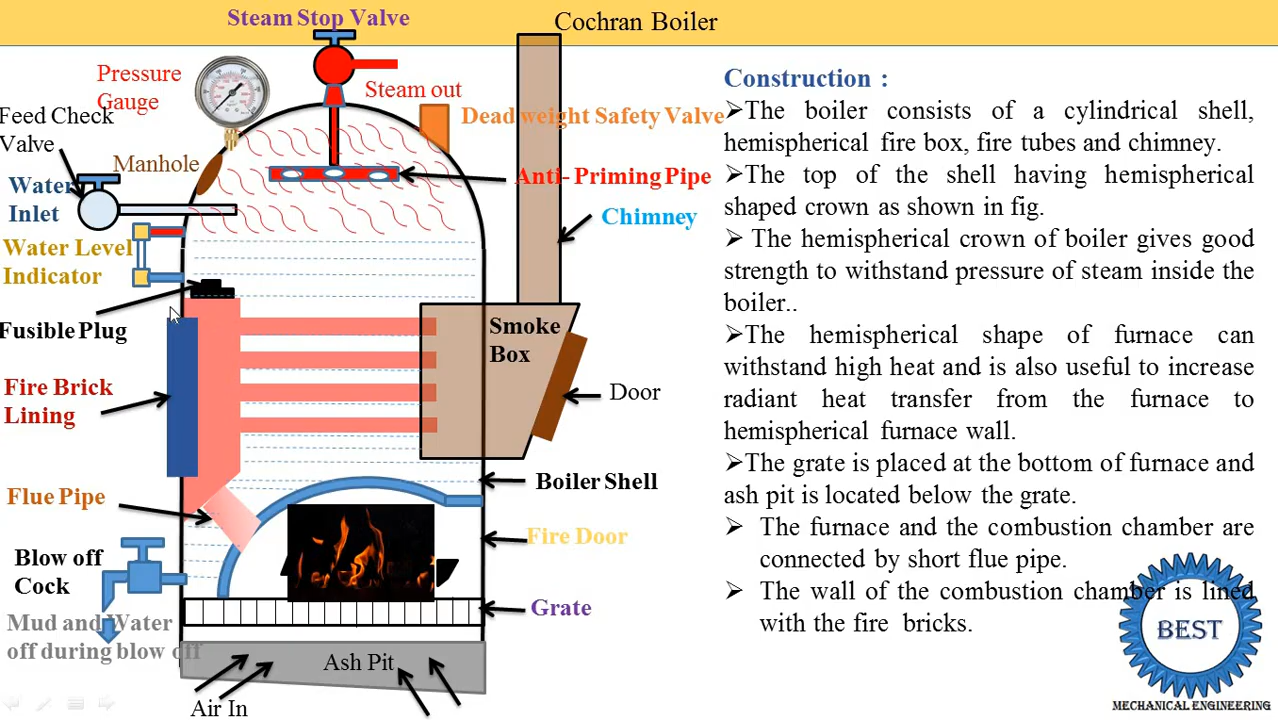 Steam Stop Valve
Cochran Boiler
Pressure
Gauge
Steam out
Feed Check
Valve
Dead weight Safety Valve
Manhole
Water
Inlet
Anti- Priming Pipe
Chimney
Water Level
Indicator
Fusible Plug
Smoke
Box
Fire Brick
Lining
Door
Flue Pipe
Boiler Shell
Fire Door
Blow off
Cock
Grate
Mud and Water
off during blow off
Ash Pit
Air In
Construction :
➢The boiler consists of a cylindrical shell,
hemispherical fire box, fire tubes and chimney.
➢The top of the shell having hemispherical
shaped crown as shown in fig.
➢ The hemispherical crown of boiler gives good
strength to withstand pressure of steam inside the
boiler..
➢The hemispherical shape of furnace can
withstand high heat and is also useful to increase
radiant heat transfer from the furnace to
hemispherical furnace wall.
➢The grate is placed at the bottom of furnace and
ash pit is located below the grate.
➢ The furnace and the combustion chamber are
connected by short flue pipe.
➢ The wall of the combustion chamber is lined
with the fire bricks.
BEST
MECHANICAL ENGINEERING